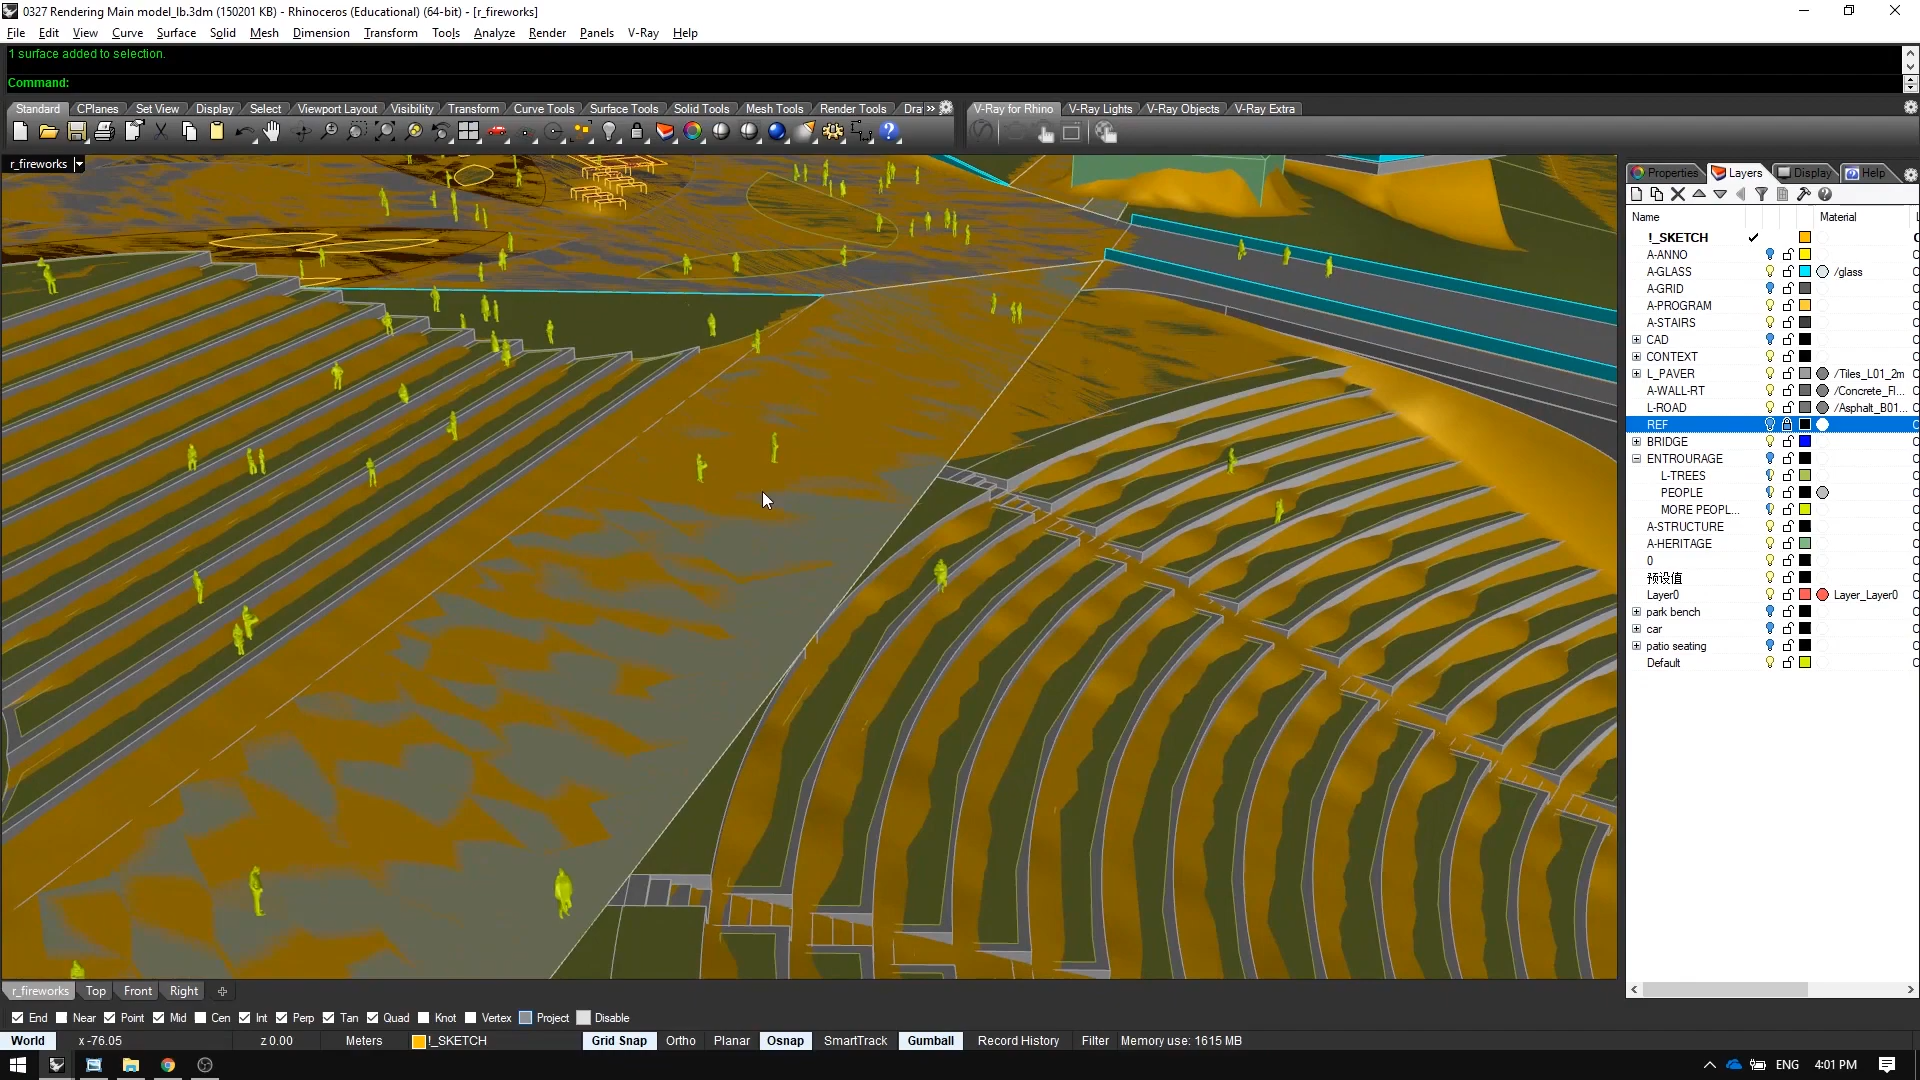 0327 Rendering Main model_lb.3dm (150201 KB) - Rhinoceros (Educational) (64-bit) - [r_fireworks]
File Edit View Curve Surface Solid Mesh Dimension Transform Tools Analyze Render Panels V-Ray Help
1 surface added to selection.
Command:
Standard CPlanes Set View Display Select Viewport Layout Visibility Transform Curve Tools Surface Tools Solid Tools Mesh Tools Render Tools Dra »
V-Ray for Rhino V-Ray Lights V-Ray Objects V-Ray Extra
r_fireworks
Properties Layers Display Help
Name Material
!_SKETCH
A-ANNO
A-GLASS /glass
A-GRID
A-PROGRAM
A-STAIRS
CAD
CONTEXT
L_PAVER /Tiles_L01_2m
A-WALL-RT /Concrete_Fl...
L-ROAD /Asphalt_B01...
REF
BRIDGE
ENTOURAGE
L-TREES
PEOPLE
MORE PEOPL...
A-STRUCTURE
A-HERITAGE
0
预设值
Layer0 Layer_Layer0
park bench
car
patio seating
Default
r_fireworks Top Front Right
End Near Point Mid Cen Int Perp Tan Quad Knot Vertex Project Disable
World x -76.05 z 0.00 Meters !_SKETCH Grid Snap Ortho Planar Osnap SmartTrack Gumball Record History Filter Memory use: 1615 MB
ENG 4:01 PM